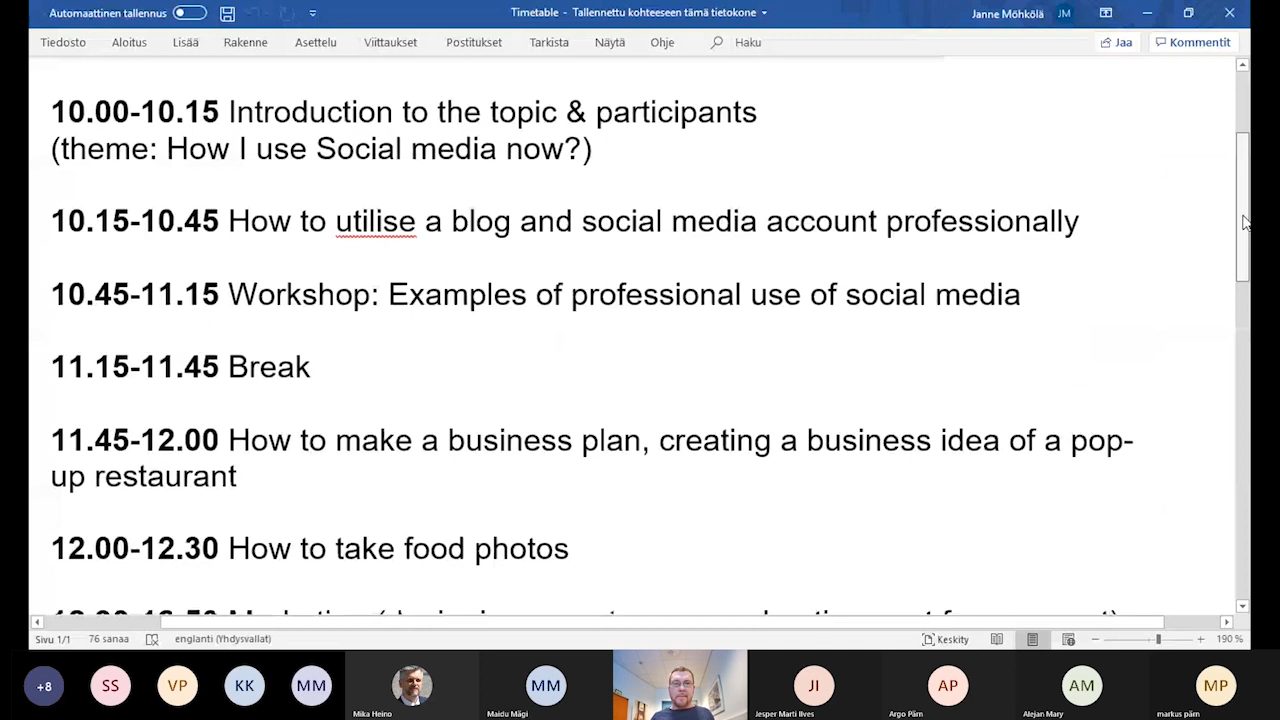 Automaattinen tallennus
Timetable - Tallennettu kohteeseen tämä tietokone
Janne Möhkölä JM
Tiedosto Aloitus Lisää Rakenne Asettelu Viittaukset Postitukset Tarkista Näytä Ohje Haku Jaa Kommentit
10.00-10.15 Introduction to the topic & participants
(theme: How I use Social media now?)
10.15-10.45 How to utilise a blog and social media account professionally
10.45-11.15 Workshop: Examples of professional use of social media
11.15-11.45 Break
11.45-12.00 How to make a business plan, creating a business idea of a pop-
up restaurant
12.00-12.30 How to take food photos
Sivu 1/1 76 sanaa englanti (Yhdysvallat) Keskity 190 %
+8 SS VP KK MM MM JI AP AM MP
Mika Heino Maidu Mägi Jesper Marti Ilves Argo Pärn Alejan Mary markus pärn